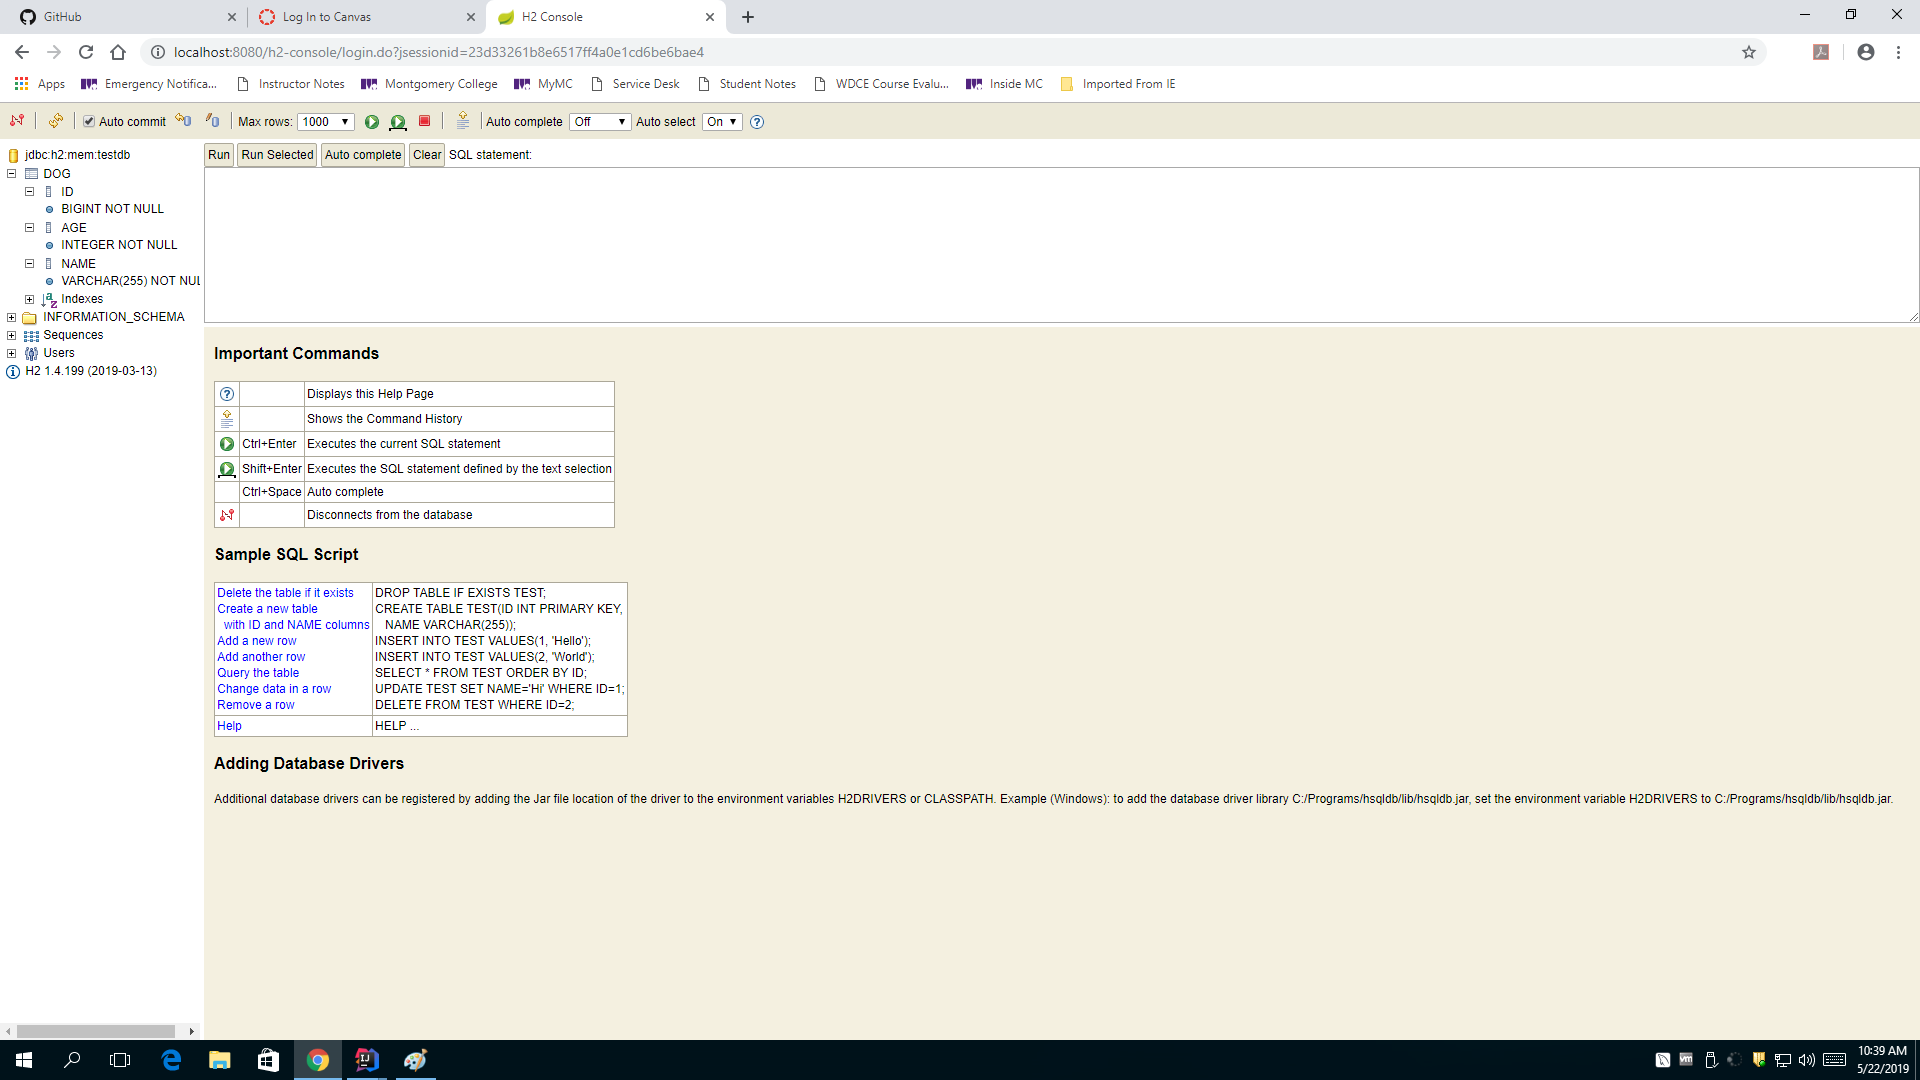 GitHub
Log In to Canvas
H2 Console
localhost:8080/h2-console/login.do?jsessionid=23d33261b8e6517ff4a0e1cd6be6bae4
Apps
Emergency Notifica...
Instructor Notes
Montgomery College
MyMC
Service Desk
Student Notes
WDCE Course Evalu...
Inside MC
Imported From IE
Auto commit
Max rows: 1000
Auto complete Off
Auto select On
jdbc:h2:mem:testdb
DOG
ID
BIGINT NOT NULL
AGE
INTEGER NOT NULL
NAME
VARCHAR(255) NOT NUL
Indexes
INFORMATION_SCHEMA
Sequences
Users
H2 1.4.199 (2019-03-13)
Run Run Selected Auto complete Clear SQL statement:
Important Commands
Displays this Help Page
Shows the Command History
Ctrl+Enter Executes the current SQL statement
Shift+Enter Executes the SQL statement defined by the text selection
Ctrl+Space Auto complete
Disconnects from the database
Sample SQL Script
Delete the table if it exists DROP TABLE IF EXISTS TEST;
Create a new table CREATE TABLE TEST(ID INT PRIMARY KEY,
with ID and NAME columns NAME VARCHAR(255));
Add a new row INSERT INTO TEST VALUES(1, 'Hello');
Add another row INSERT INTO TEST VALUES(2, 'World');
Query the table SELECT * FROM TEST ORDER BY ID;
Change data in a row UPDATE TEST SET NAME='Hi' WHERE ID=1;
Remove a row DELETE FROM TEST WHERE ID=2;
Help HELP ...
Adding Database Drivers
Additional database drivers can be registered by adding the Jar file location of the driver to the environment variables H2DRIVERS or CLASSPATH. Example (Windows): to add the database driver library C:/Programs/hsqldb/lib/hsqldb.jar, set the environment variable H2DRIVERS to C:/Programs/hsqldb/lib/hsqldb.jar.
10:39 AM
5/22/2019